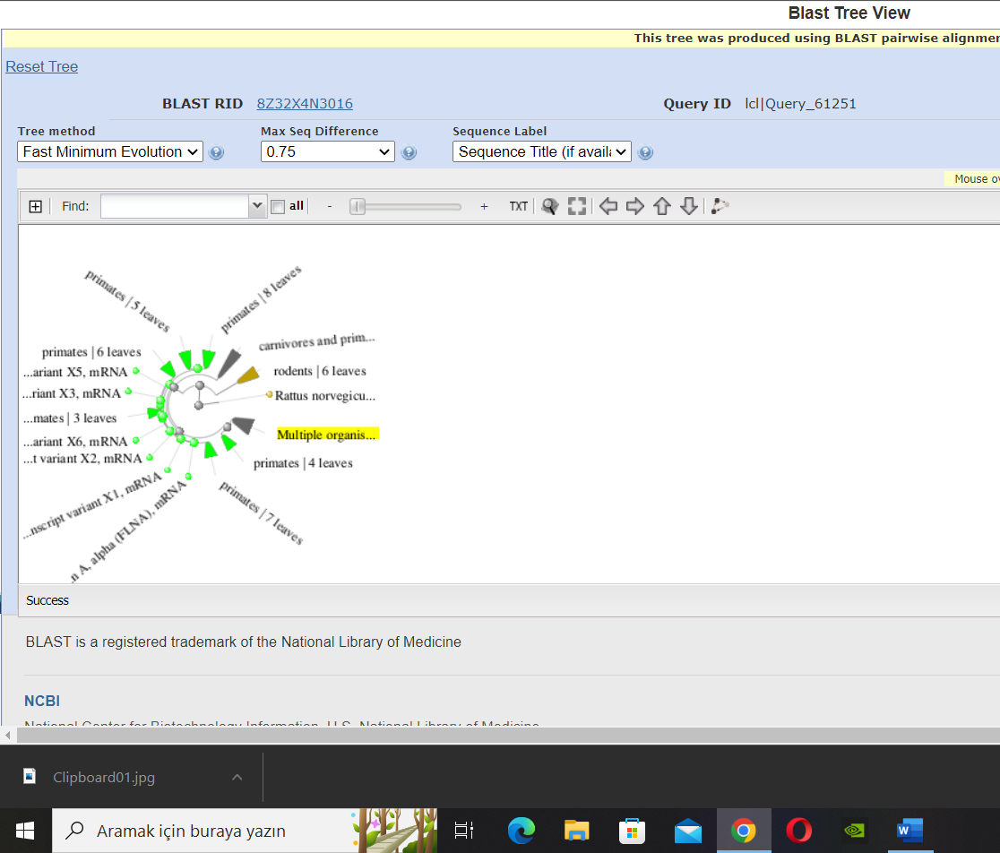 Blast Tree View
This tree was produced using BLAST pairwise alignmen
Reset Tree
BLAST RID 8Z32X4N3016 Query ID lcl|Query_61251
Tree method Max Seq Difference Sequence Label
Fast Minimum Evolution 0.75 Sequence Title (if availa
Mouse ov
Find: all - + TXT
primates | 5 leaves
primates | 8 leaves
carnivores and prim...
primates | 6 leaves
rodents | 6 leaves
...ariant X5, mRNA
...riant X3, mRNA
Rattus norvegicu...
...mates | 3 leaves
Multiple organis...
...ariant X6, mRNA
...t variant X2, mRNA
primates | 4 leaves
...nscript variant X1, mRNA
...n A, alpha (FLNA), mRNA
primates | 7 leaves
Success
BLAST is a registered trademark of the National Library of Medicine
NCBI
National Center for Biotechnology Information, U.S. National Library of Medicine
Clipboard01.jpg
Aramak için buraya yazın